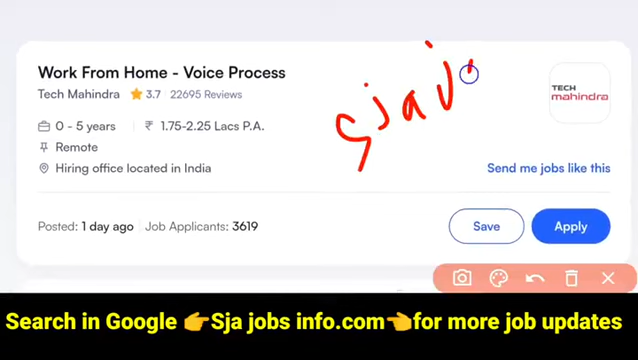 Work From Home - Voice Process
Tech Mahindra 3.7 22695 Reviews
TECH
mahindra
0 - 5 years ₹ 1.75-2.25 Lacs P.A.
Remote
Hiring office located in India
Send me jobs like this
Posted: 1 day ago Job Applicants: 3619
Save
Apply
Search in Google 👉Sja jobs info.com👈for more job updates